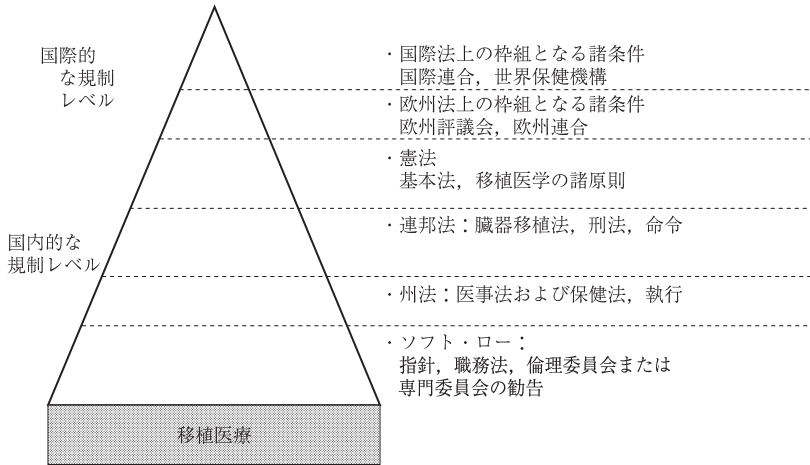 国際的
な規制
レベル
・国際法上の枠組となる諸条件
国際連合，世界保健機構
・欧州法上の枠組となる諸条件
欧州評議会，欧州連合
・憲法
基本法，移植医学の諸原則
国内的な
規制レベル
・連邦法：臓器移植法，刑法，命令
・州法：医事法および保健法，執行
・ソフト・ロー：
指針，職務法，倫理委員会または
専門委員会の勧告
移植医療